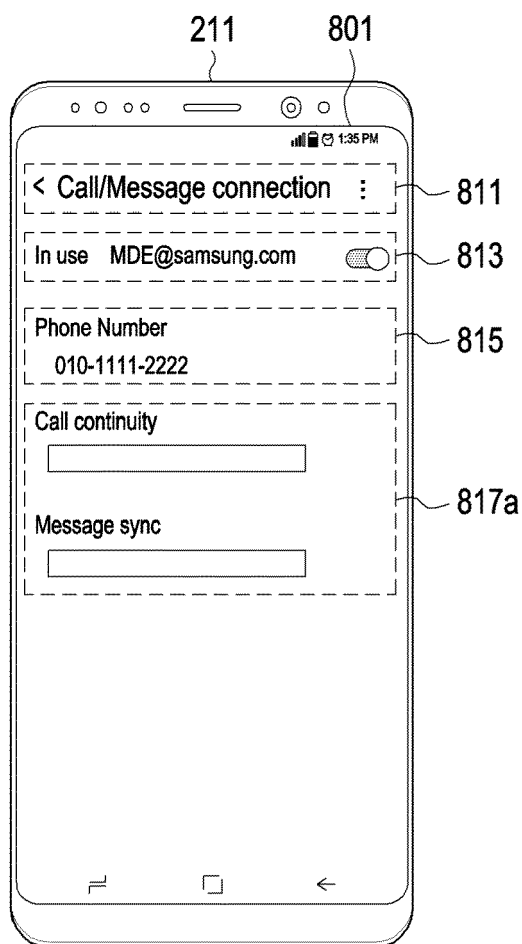 211 801
1:35 PM
< Call/Message connection 811
In use MDE@samsung.com 813
Phone Number 815
010-1111-2222
Call continuity
817a
Message sync